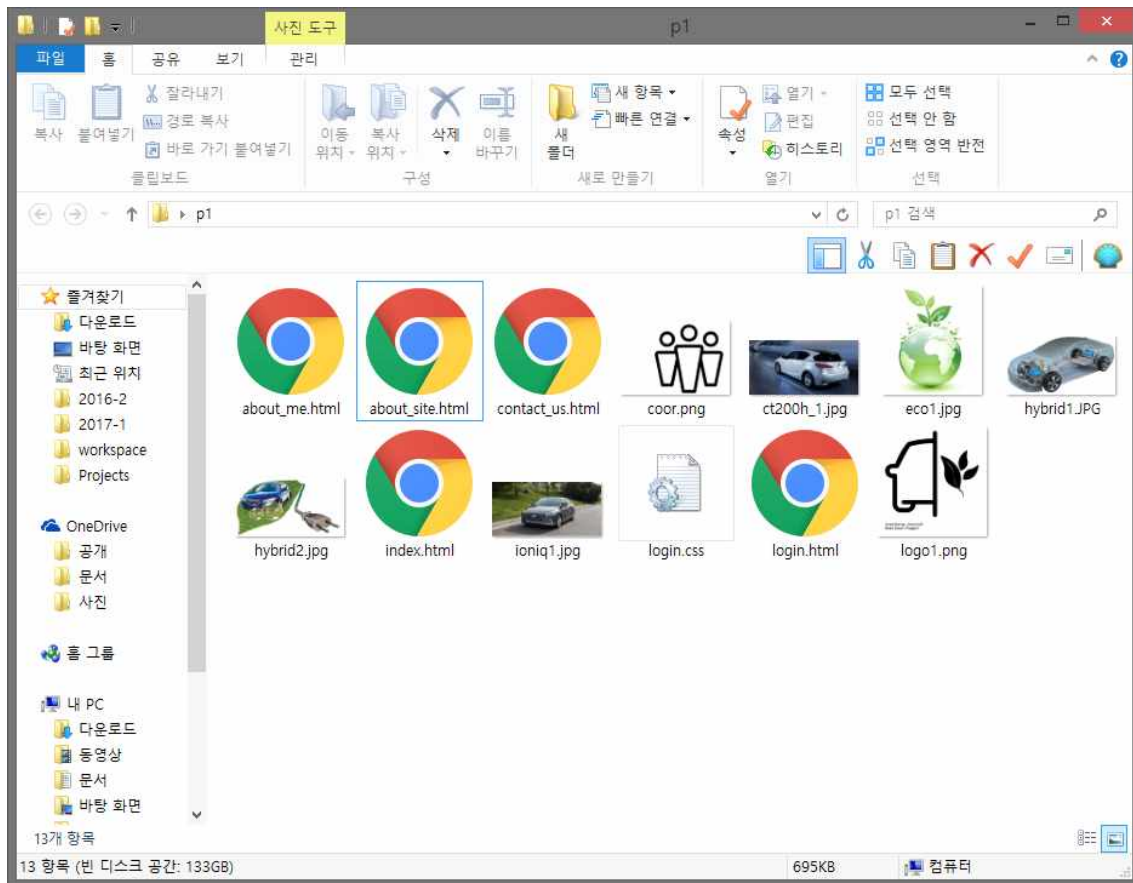 사진 도구
p1
파일
홈
공유
보기
관리
복사
붙여넣기
잘라내기
경로 복사
바로 가기 붙여넣기
클립보드
이동
위치
복사
위치
삭제
이름
바꾸기
구성
새
폴더
새 항목
빠른 연결
새로 만들기
속성
열기
편집
히스토리
열기
모두 선택
선택 안 함
선택 영역 반전
선택
p1
p1 검색
즐겨찾기
다운로드
바탕 화면
최근 위치
2016-2
2017-1
workspace
Projects
OneDrive
공개
문서
사진
홈 그룹
내 PC
다운로드
동영상
문서
바탕 화면
about_me.html
about_site.html
contact_us.html
coor.png
ct200h_1.jpg
eco1.jpg
hybrid1.JPG
hybrid2.jpg
index.html
ioniq1.jpg
login.css
login.html
logo1.png
13개 항목
13 항목 (빈 디스크 공간: 133GB)
695KB
컴퓨터